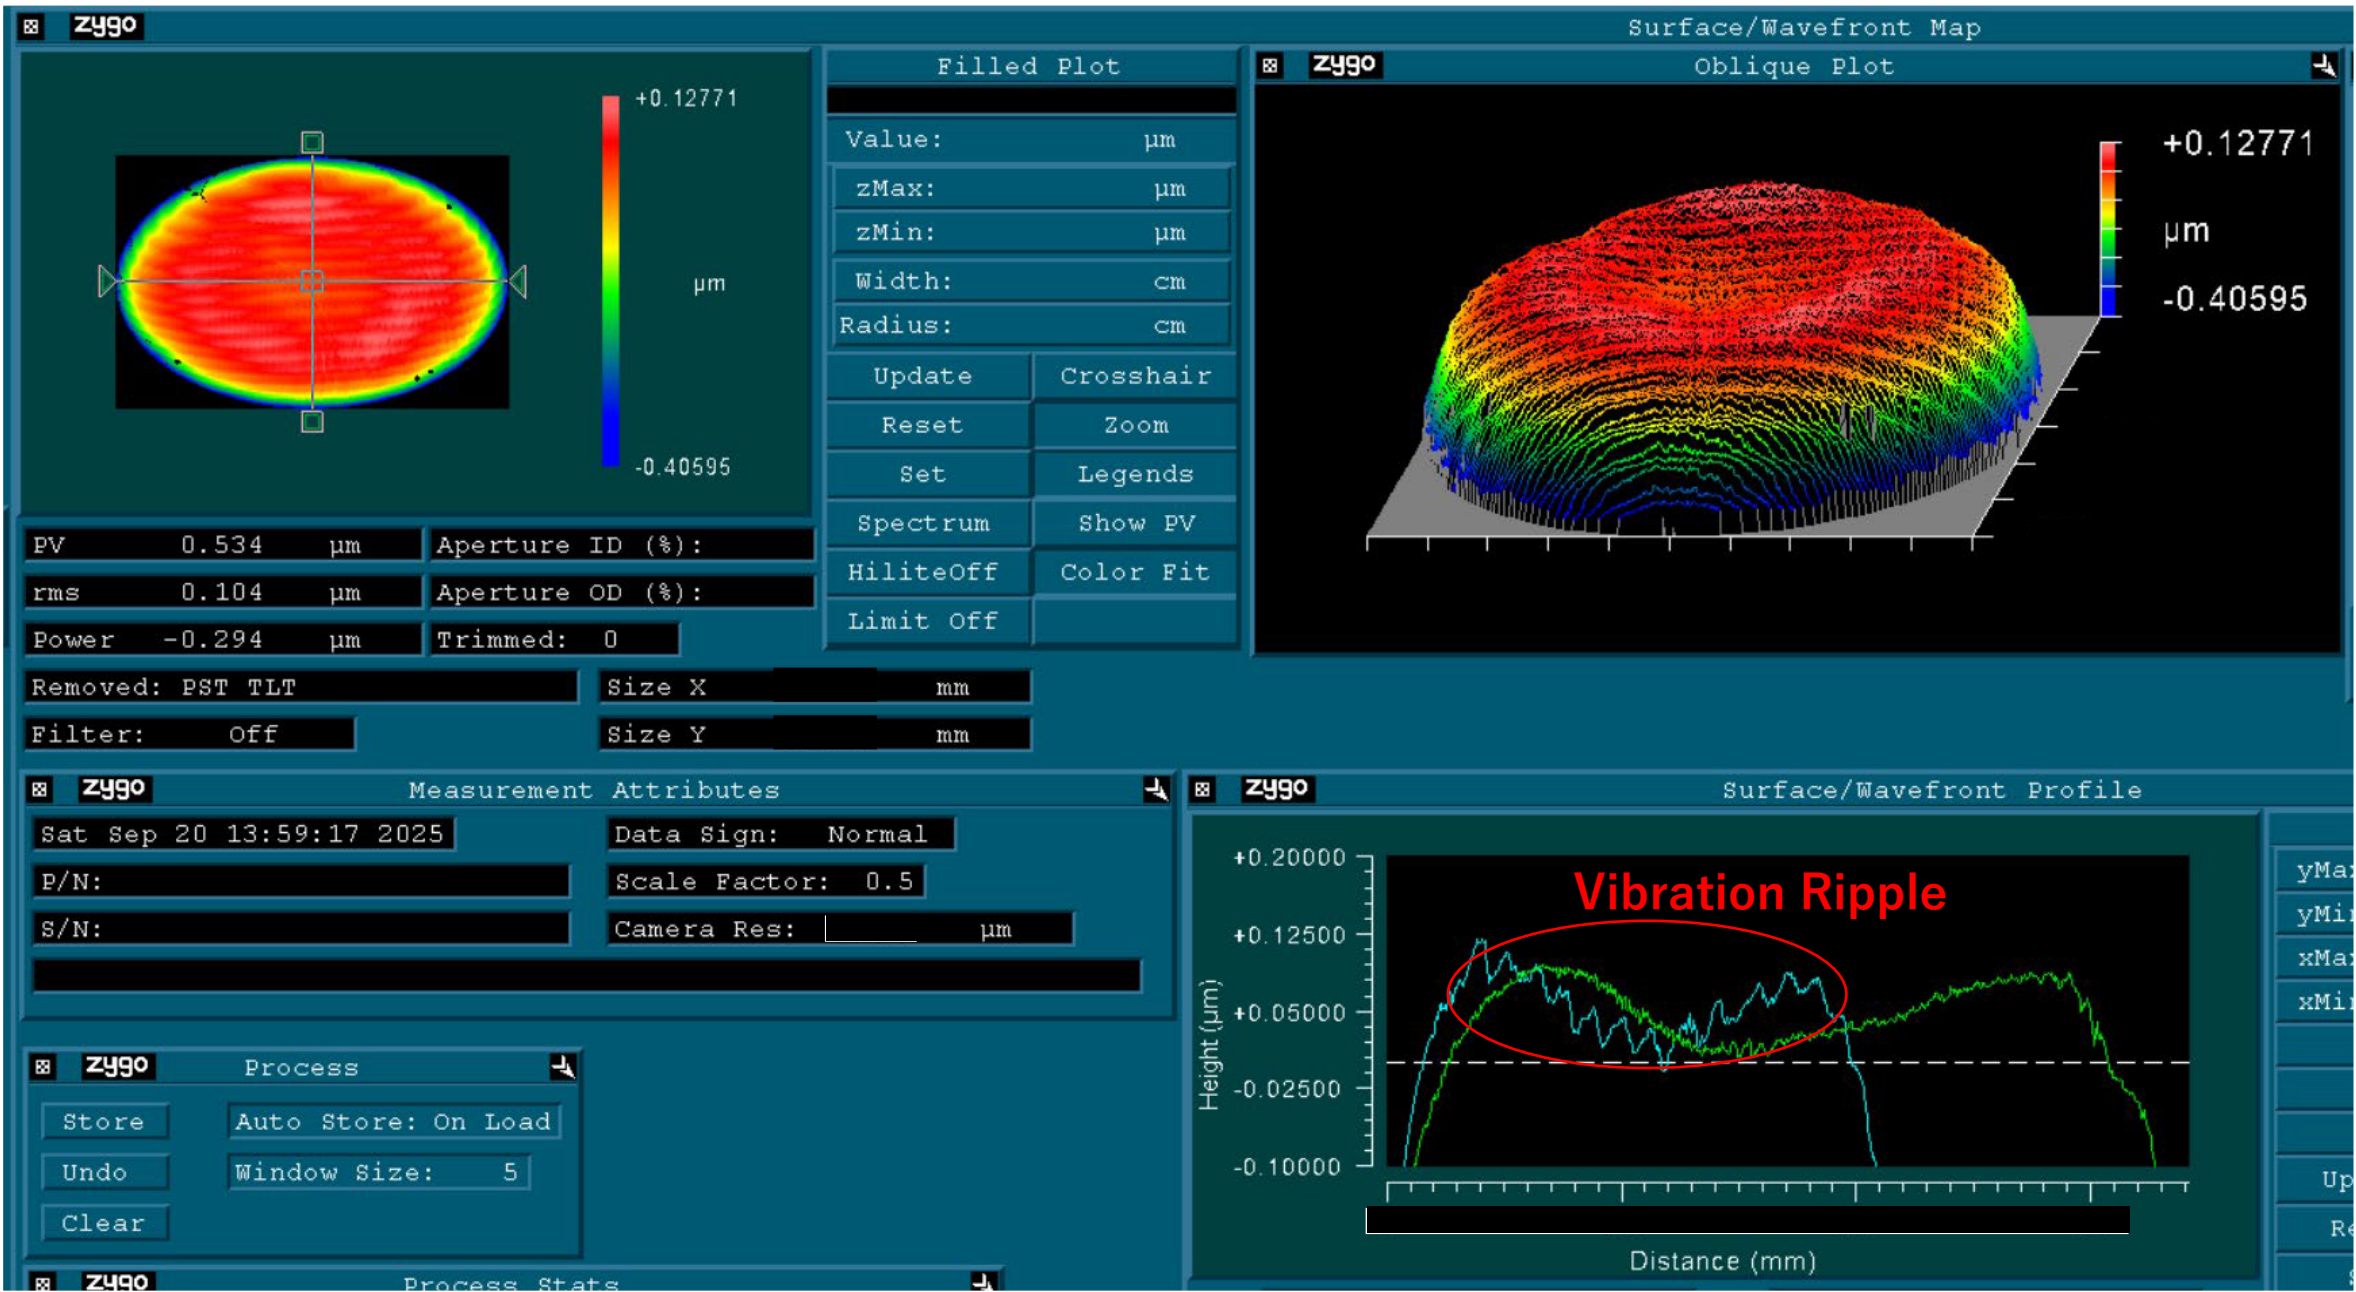 zygo
Surface/Wavefront Map
+0.12771
µm
-0.40595
Filled Plot
Value: µm
zMax: µm
zMin: µm
Width: cm
Radius: cm
Update Crosshair
Reset Zoom
Set Legends
Spectrum Show PV
HiliteOff Color Fit
Limit Off
zygo Oblique Plot
+0.12771
µm
-0.40595
PV 0.534 µm Aperture ID (%):
rms 0.104 µm Aperture OD (%):
Power -0.294 µm Trimmed: 0
Removed: PST TLT Size X mm
Filter: Off Size Y mm
zygo Measurement Attributes
Sat Sep 20 13:59:17 2025 Data Sign: Normal
P/N: Scale Factor: 0.5
S/N: Camera Res: µm
zygo Process
Store Auto Store: On Load
Undo Window Size: 5
Clear
zygo Process Stats
zygo Surface/Wavefront Profile
Vibration Ripple
+0.20000
+0.12500
+0.05000
-0.02500
-0.10000
Height (µm)
Distance (mm)
yMax
yMin
xMax
xMin
Up
Re